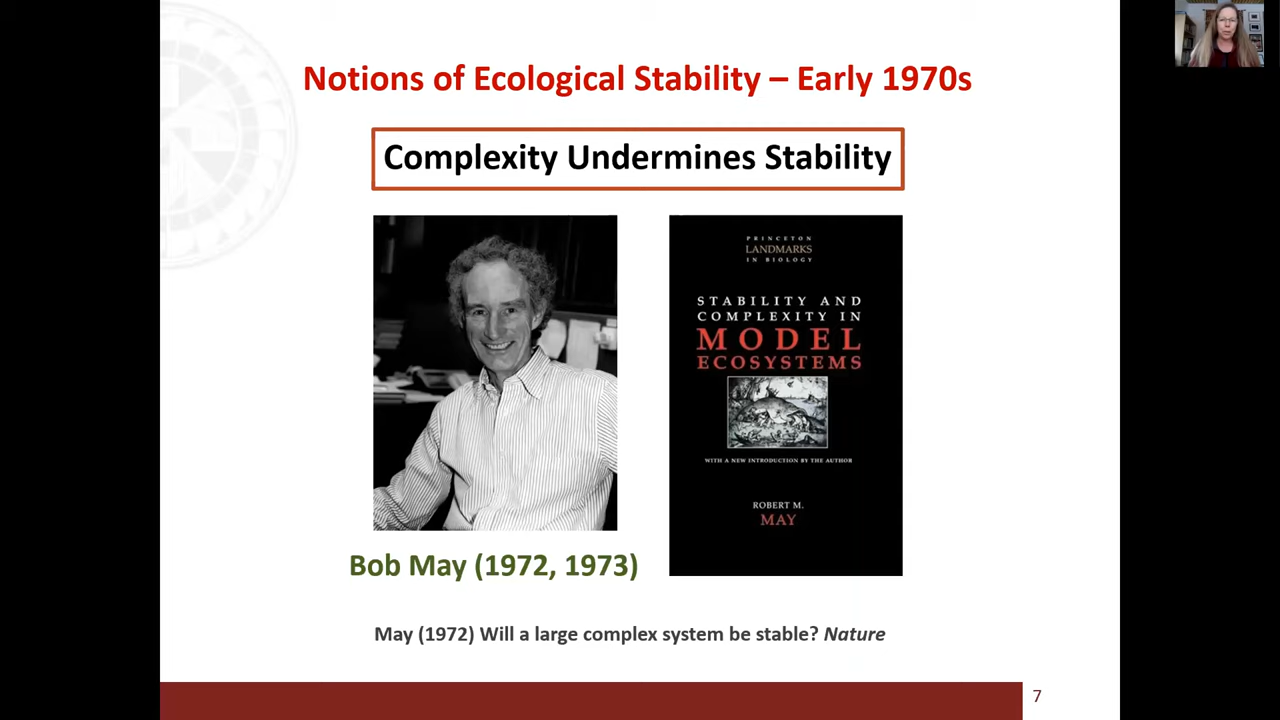 Notions of Ecological Stability – Early 1970s
Complexity Undermines Stability
PRINCETON
LANDMARKS
IN BIOLOGY
STABILITY AND
COMPLEXITY IN
MODEL
ECOSYSTEMS
WITH A NEW INTRODUCTION BY THE AUTHOR
ROBERT M.
MAY
Bob May (1972, 1973)
May (1972) Will a large complex system be stable? Nature
7